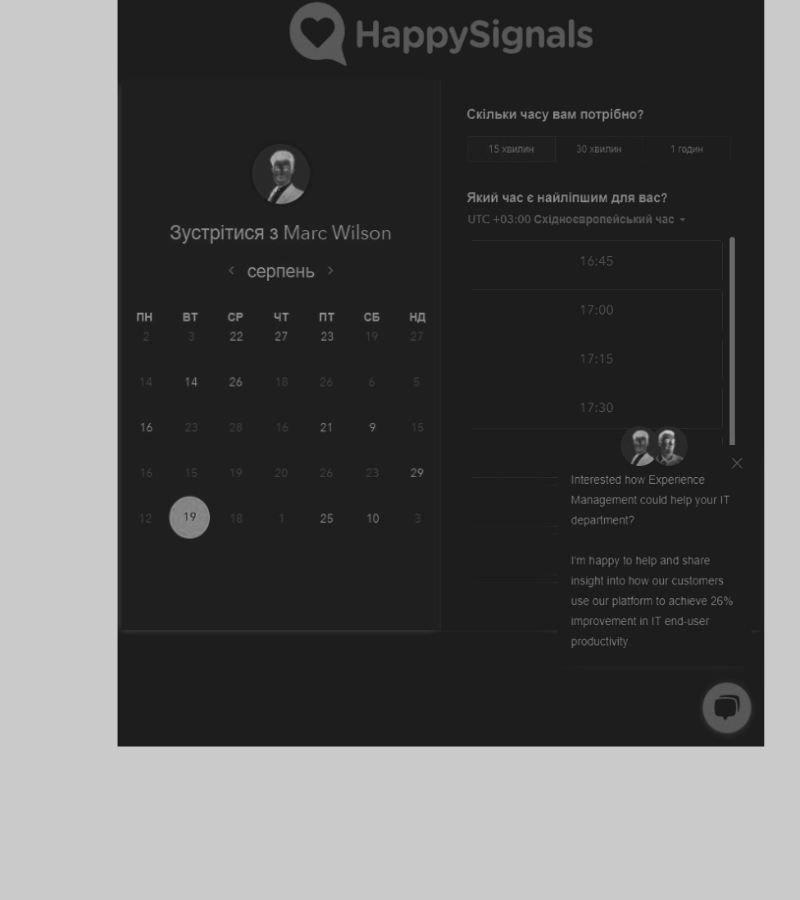 HappySignals
Зустрітися з Marc Wilson
серпень
ПН ВТ СР ЧТ ПТ СБ НД
2 3 22 27 23 19 27
14 14 26 18 26 6 5
16 23 28 16 21 9 15
16 15 19 20 26 23 29
12 19 18 1 25 10 3
Скільки часу вам потрібно?
15 хвилин 30 хвилин 1 годин
Який час є найліпшим для вас?
UTC +03:00 Східноєвропейський час
16:45
17:00
17:15
17:30
Interested how Experience
Management could help your IT
department?
I'm happy to help and share
insight into how our customers
use our platform to achieve 26%
improvement in IT end-user
productivity.